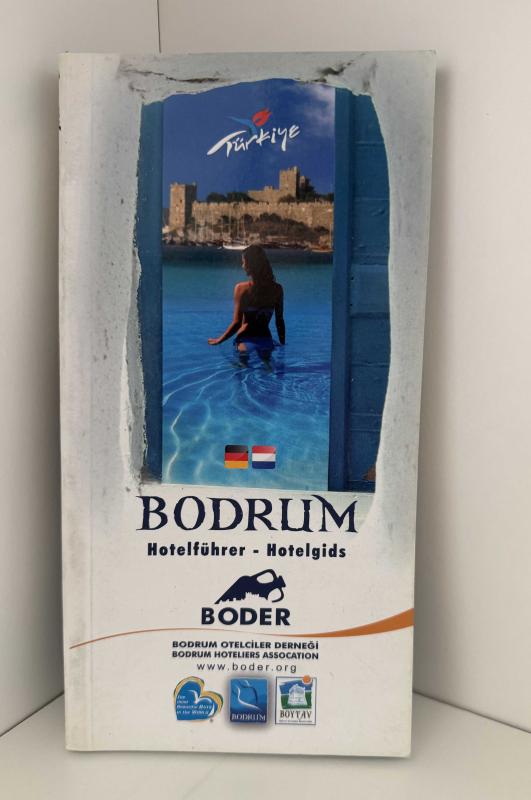 Türkiye
BODRUM
Hotelführer - Hotelgids
BODER
BODRUM OTELCİLER DERNEĞİ
BODRUM HOTELIERS ASSOCATION
www.boder.org
BODRUM
BOYTAV